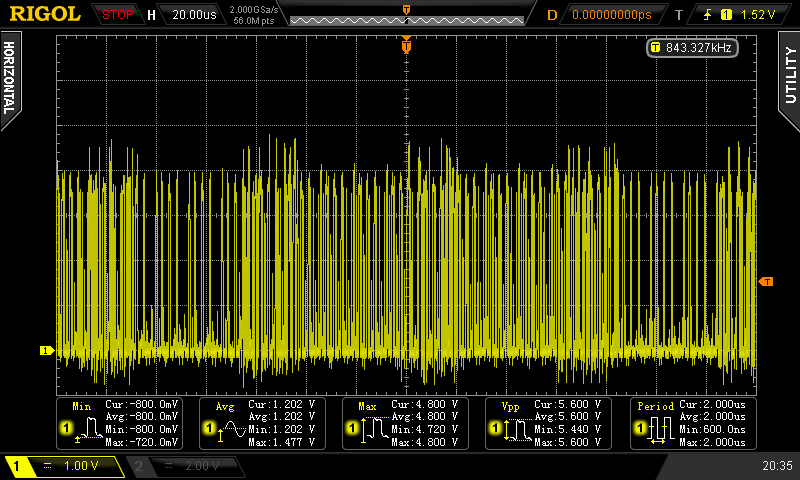 RIGOL STOP H 20.00us 2.000GSa/s 56.0M pts T D 0.00000000ps T 1 1.52 V
HORIZONTAL
UTILITY
T
T 843.327kHz
T
1
Min Avg Max Vpp Period
Cur:-800.0mV Cur:1.202 V Cur:4.800 V Cur:5.600 V Cur:2.000us
Avg:-800.0mV Avg:1.202 V Avg:4.800 V Avg:5.600 V Avg:2.000us
1 Min:-800.0mV 1 Min:1.202 V 1 Min:4.720 V 1 Min:5.440 V 1 Min:600.0ns
Max:-720.0mV Max:1.477 V Max:4.800 V Max:5.600 V Max:2.000us
1 = 1.00 V 2 = 2.00 V 20:35